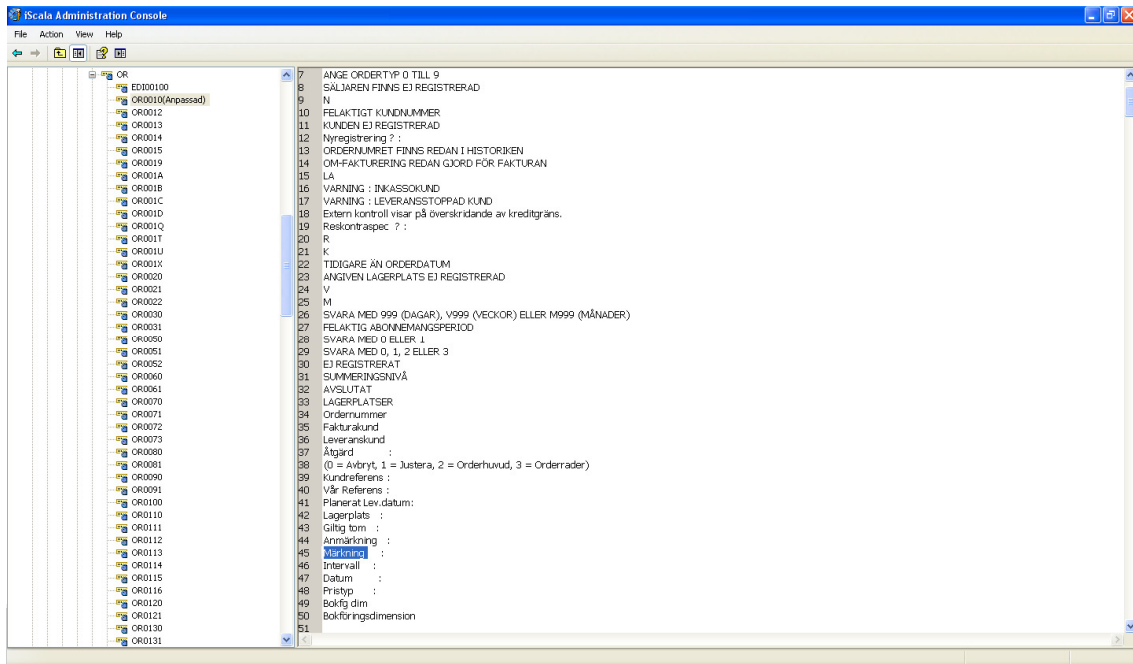 iScala Administration Console
File Action View Help
OR
EDI00100
OR0010(Anpassad)
OR0012
OR0013
OR0014
OR0015
OR0019
OR001A
OR001B
OR001C
OR001D
OR001Q
OR001T
OR001U
OR001X
OR0020
OR0021
OR0022
OR0030
OR0031
OR0050
OR0051
OR0052
OR0060
OR0061
OR0070
OR0071
OR0072
OR0073
OR0080
OR0081
OR0090
OR0091
OR0100
OR0110
OR0111
OR0112
OR0113
OR0114
OR0115
OR0116
OR0120
OR0121
OR0130
OR0131
7 ANGE ORDERTYP 0 TILL 9
8 SÄLJAREN FINNS EJ REGISTRERAD
9 N
10 FELAKTIGT KUNDNUMMER
11 KUNDEN EJ REGISTRERAD
12 Nyregistrering ? :
13 ORDERNUMRET FINNS REDAN I HISTORIKEN
14 OM-FAKTURERING REDAN GJORD FÖR FAKTURAN
15 LA
16 VARNING : INKASSOKUND
17 VARNING : LEVERANSSTOPPAD KUND
18 Extern kontroll visar på överskridande av kreditgräns.
19 Reskontraspec ? :
20 R
21 K
22 TIDIGARE ÄN ORDERDATUM
23 ANGIVEN LAGERPLATS EJ REGISTRERAD
24 V
25 M
26 SVARA MED 999 (DAGAR), V999 (VECKOR) ELLER M999 (MÅNADER)
27 FELAKTIG ABONNEMANGSPERIOD
28 SVARA MED 0 ELLER 1
29 SVARA MED 0, 1, 2 ELLER 3
30 EJ REGISTRERAT
31 SUMMERINGSNIVÅ
32 AVSLUTAT
33 LAGERPLATSER
34 Ordernummer
35 Fakturakund
36 Leveranskund
37 Åtgärd :
38 (0 = Avbryt, 1 = Justera, 2 = Orderhuvud, 3 = Orderrader)
39 Kundreferens :
40 Vår Referens :
41 Planerat Lev.datum:
42 Lagerplats :
43 Giltig tom :
44 Anmärkning :
45 Märkning :
46 Intervall :
47 Datum :
48 Pristyp :
49 Bokfg dim
50 Bokföringsdimension
51